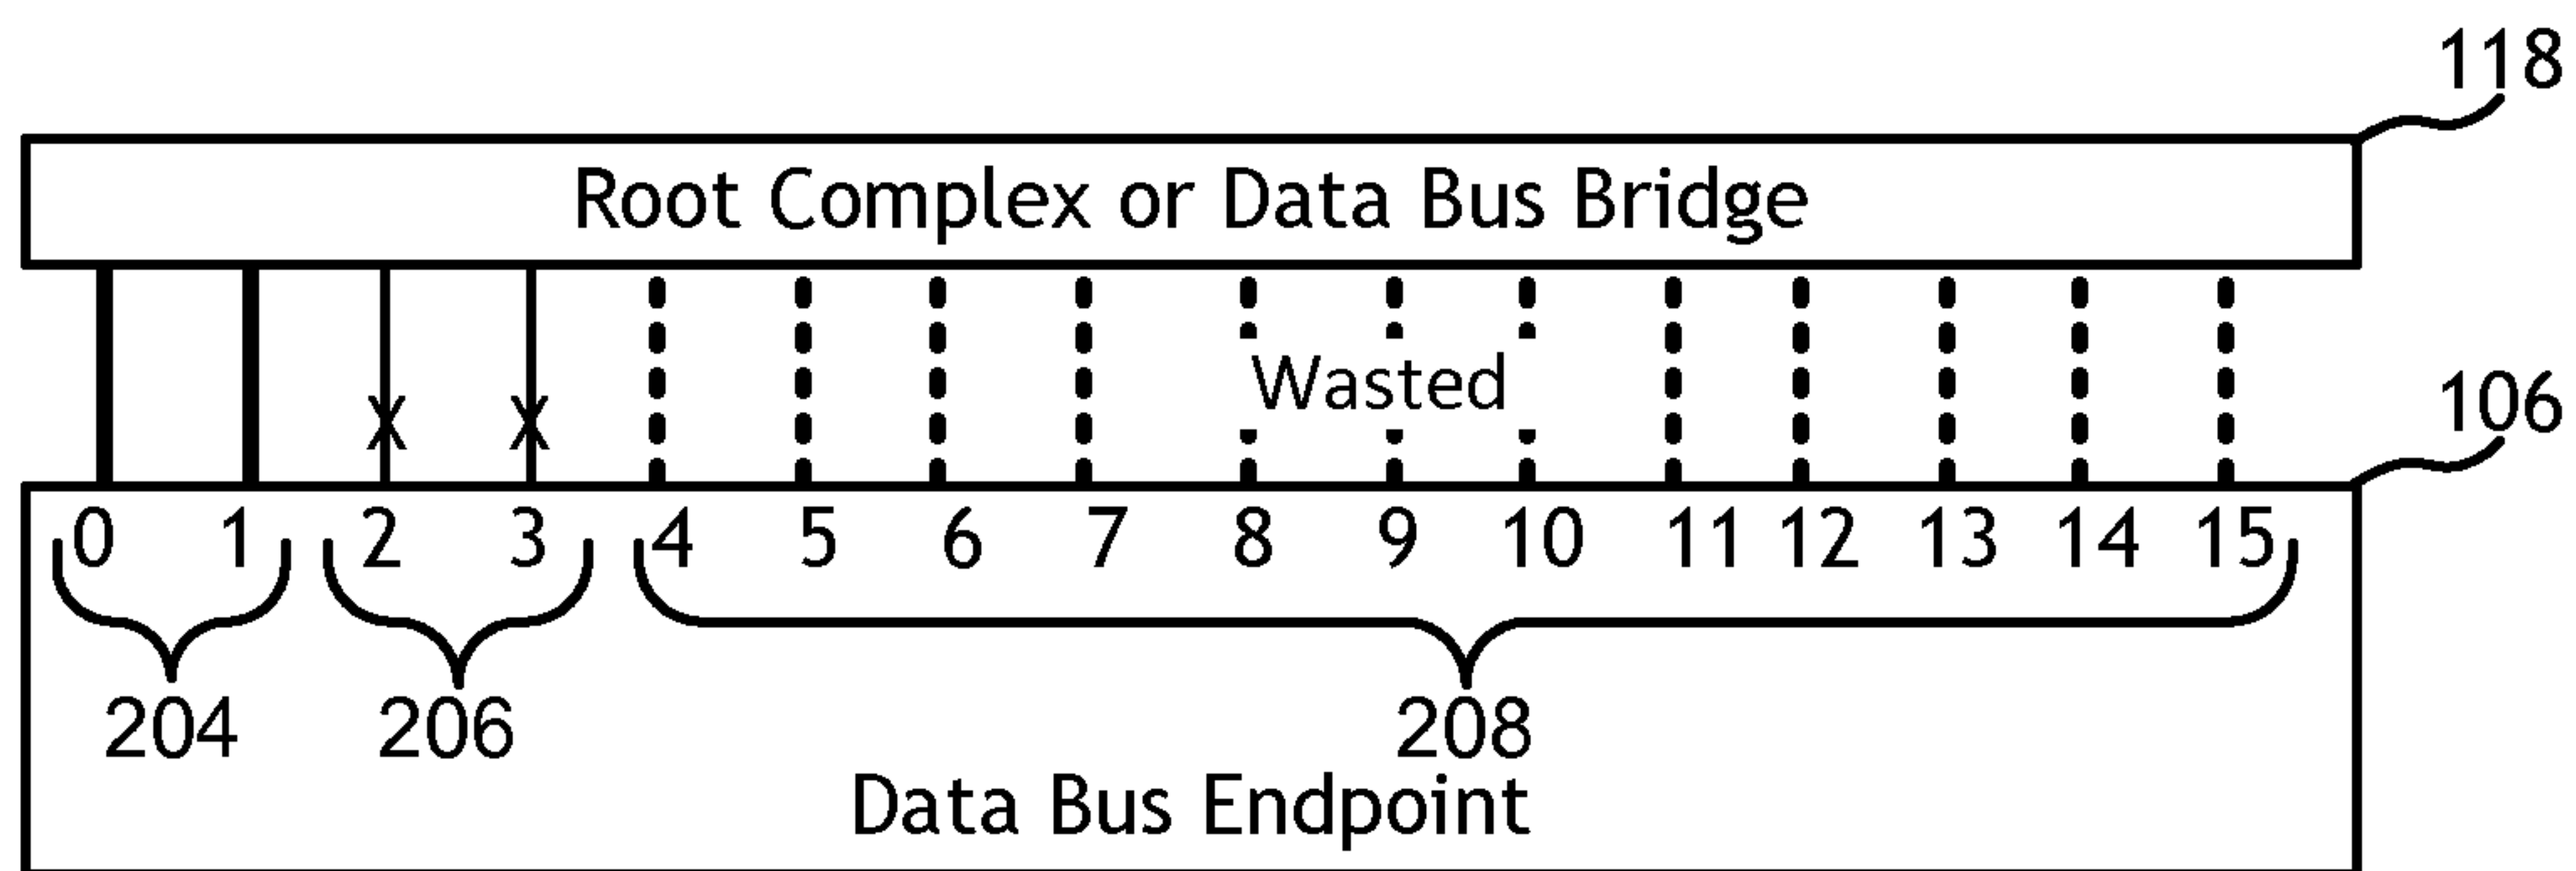 118
Root Complex or Data Bus Bridge
X X
Wasted
106
0 1 2 3 4 5 6 7 8 9 10 11 12 13 14 15
204 206 208
Data Bus Endpoint